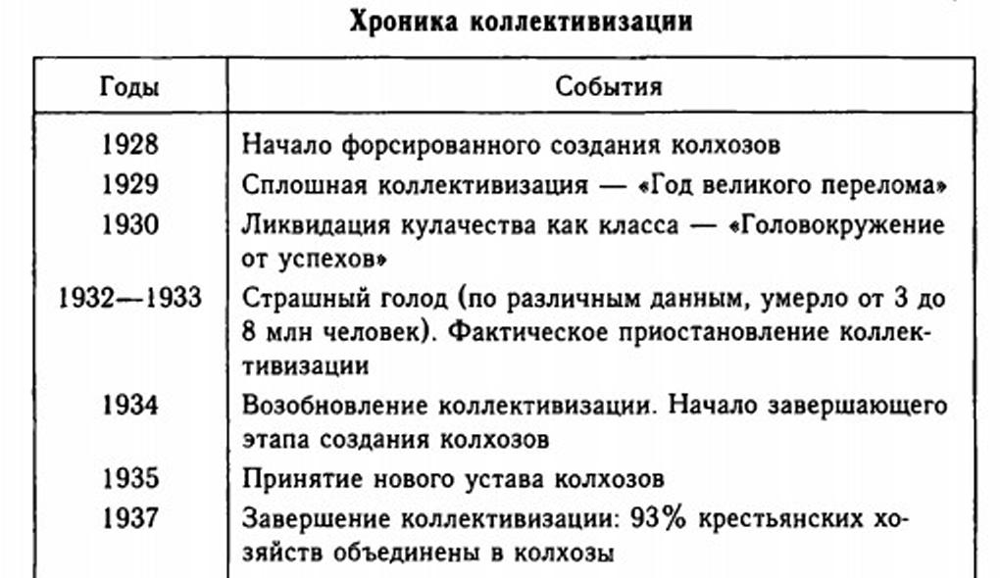 Хроника коллективизации
Годы События
1928 Начало форсированного создания колхозов
1929 Сплошная коллективизация — «Год великого перелома»
1930 Ликвидация кулачества как класса — «Головокружение
от успехов»
1932—1933 Страшный голод (по различным данным, умерло от 3 до
8 млн человек). Фактическое приостановление коллек-
тивизации
1934 Возобновление коллективизации. Начало завершающего
этапа создания колхозов
1935 Принятие нового устава колхозов
1937 Завершение коллективизации: 93% крестьянских хо-
зяйств объединены в колхозы